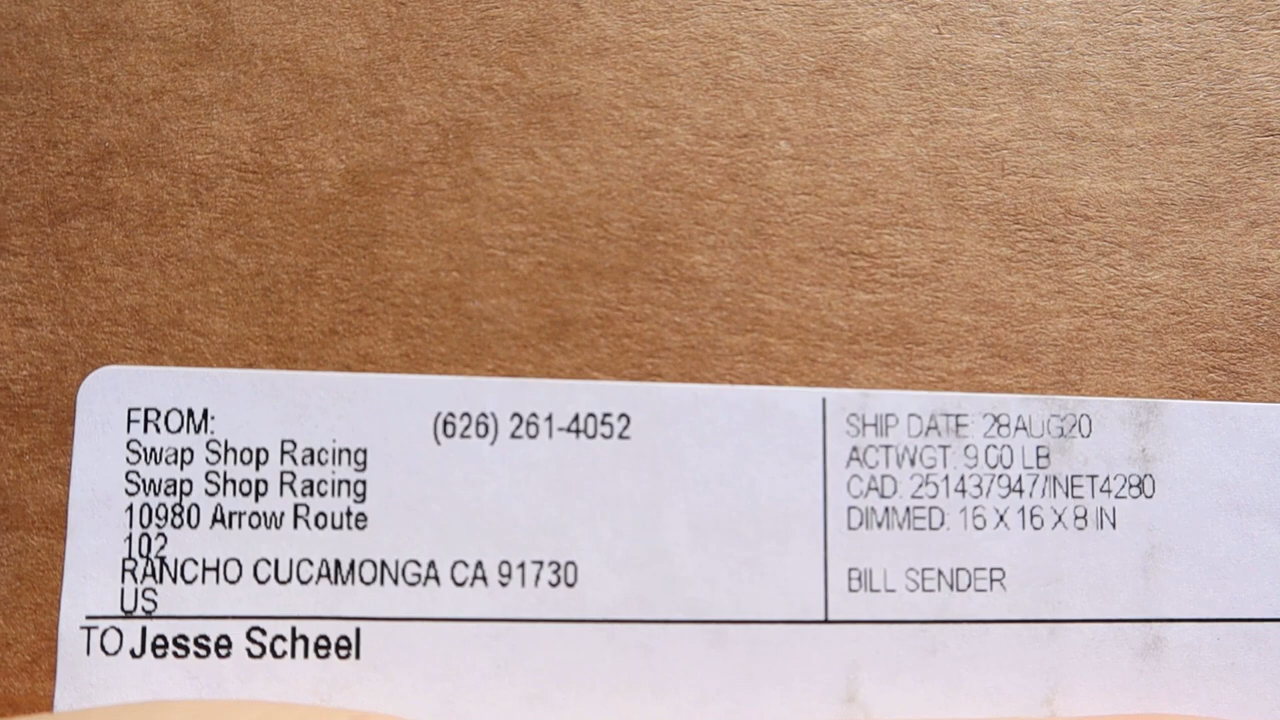 FROM: (626) 261-4052
Swap Shop Racing
Swap Shop Racing
10980 Arrow Route
102
RANCHO CUCAMONGA CA 91730
US
SHIP DATE: 28AUG20
ACTWGT: 9.00 LB
CAD: 251437947/INET4280
DIMMED: 16 X 16 X 8 IN
BILL SENDER
TO Jesse Scheel